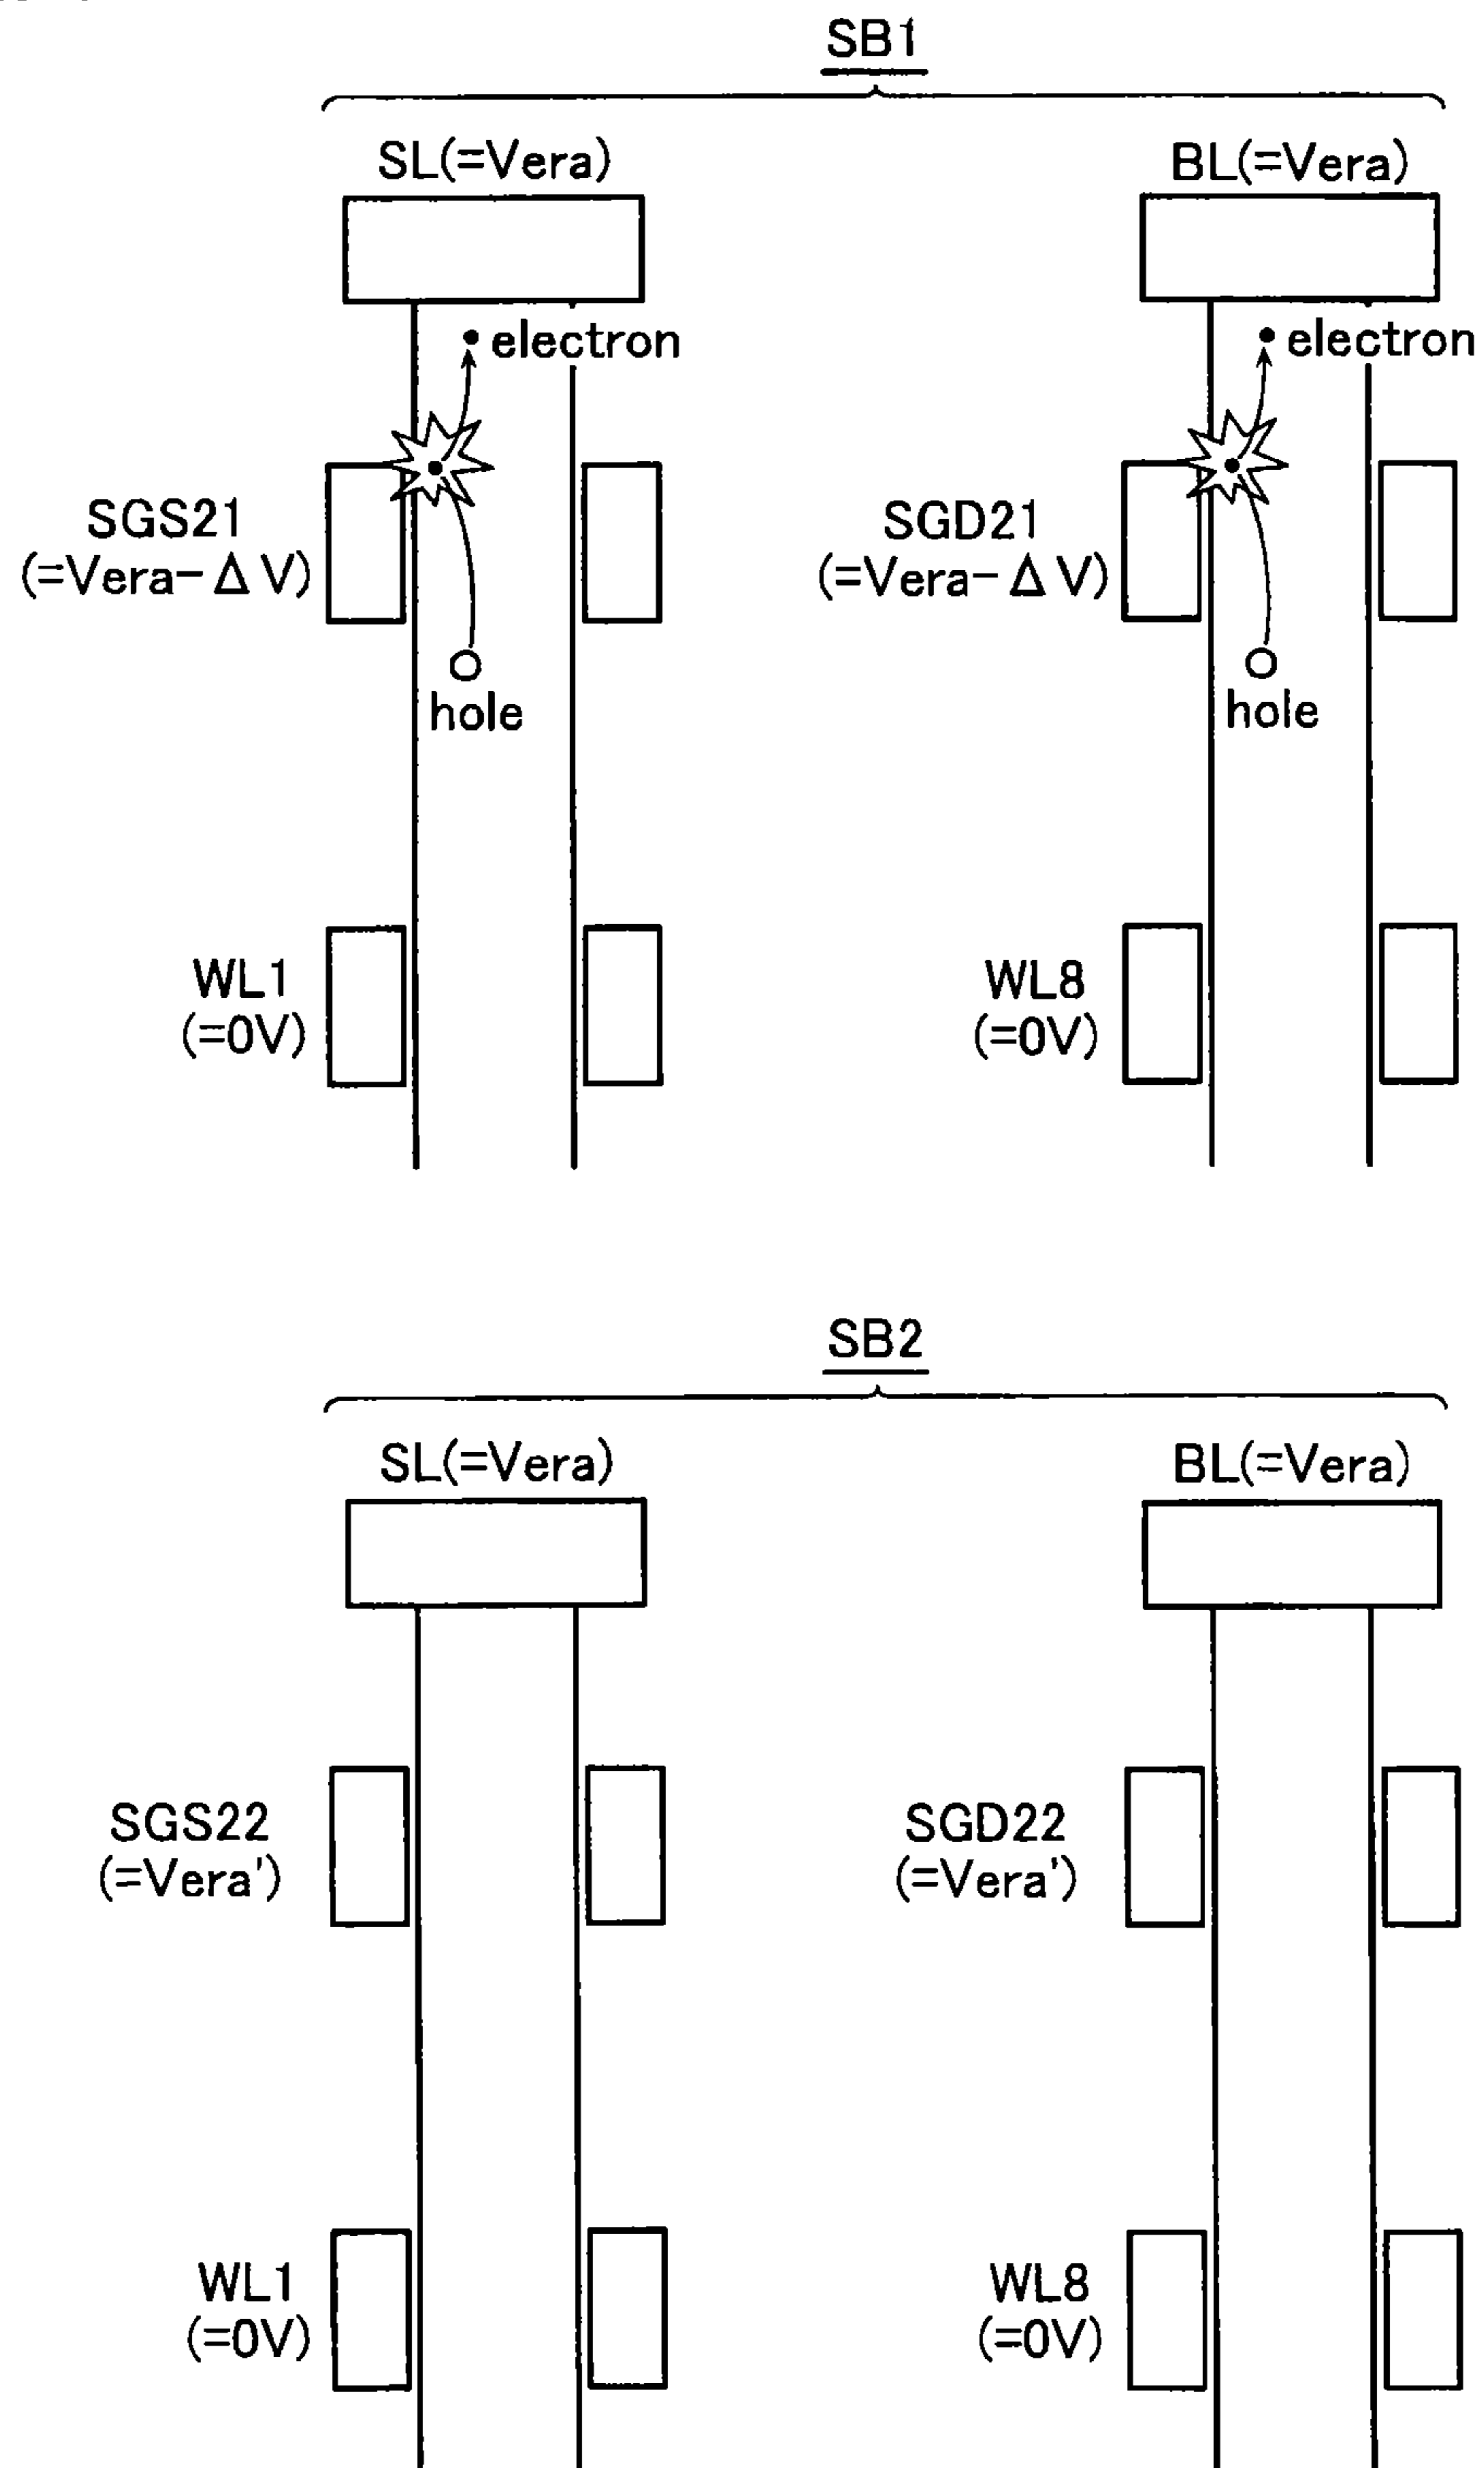 SB1
SL(=Vera)
BL(=Vera)
electron
electron
SGS21
(=Vera-ΔV)
SGD21
(=Vera-ΔV)
hole
hole
WL1
(=0V)
WL8
(=0V)
SB2
SL(=Vera)
BL(=Vera)
SGS22
(=Vera')
SGD22
(=Vera')
WL1
(=0V)
WL8
(=0V)